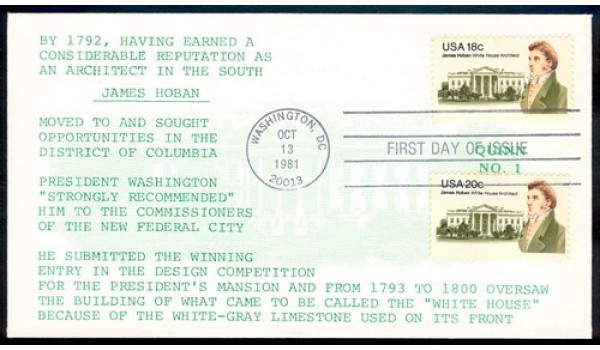 BY 1792, HAVING EARNED A
CONSIDERABLE REPUTATION AS
AN ARCHITECT IN THE SOUTH
JAMES HOBAN
MOVED TO AND SOUGHT
OPPORTUNITIES IN THE
DISTRICT OF COLUMBIA
PRESIDENT WASHINGTON
"STRONGLY RECOMMENDED"
HIM TO THE COMMISSIONERS
OF THE NEW FEDERAL CITY
HE SUBMITTED THE WINNING
ENTRY IN THE DESIGN COMPETITION
FOR THE PRESIDENT'S MANSION AND FROM 1793 TO 1800 OVERSAW
THE BUILDING OF WHAT CAME TO BE CALLED THE "WHITE HOUSE"
BECAUSE OF THE WHITE-GRAY LIMESTONE USED ON ITS FRONT
WASHINGTON, DC
OCT
13
1981
20013
USA 18c
James Hoban White House Architect
FIRST DAY OF ISSUE
QUINN
NO. 1
USA 20c
James Hoban White House Architect